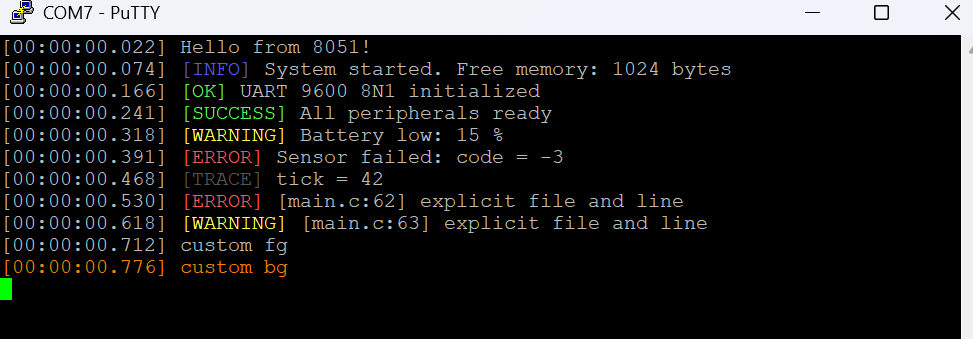 COM7 - PuTTY
[00:00:00.022] Hello from 8051!
[00:00:00.074] [INFO] System started. Free memory: 1024 bytes
[00:00:00.166] [OK] UART 9600 8N1 initialized
[00:00:00.241] [SUCCESS] All peripherals ready
[00:00:00.318] [WARNING] Battery low: 15 %
[00:00:00.391] [ERROR] Sensor failed: code = -3
[00:00:00.468] [TRACE] tick = 42
[00:00:00.530] [ERROR] [main.c:62] explicit file and line
[00:00:00.618] [WARNING] [main.c:63] explicit file and line
[00:00:00.712] custom fg
[00:00:00.776] custom bg